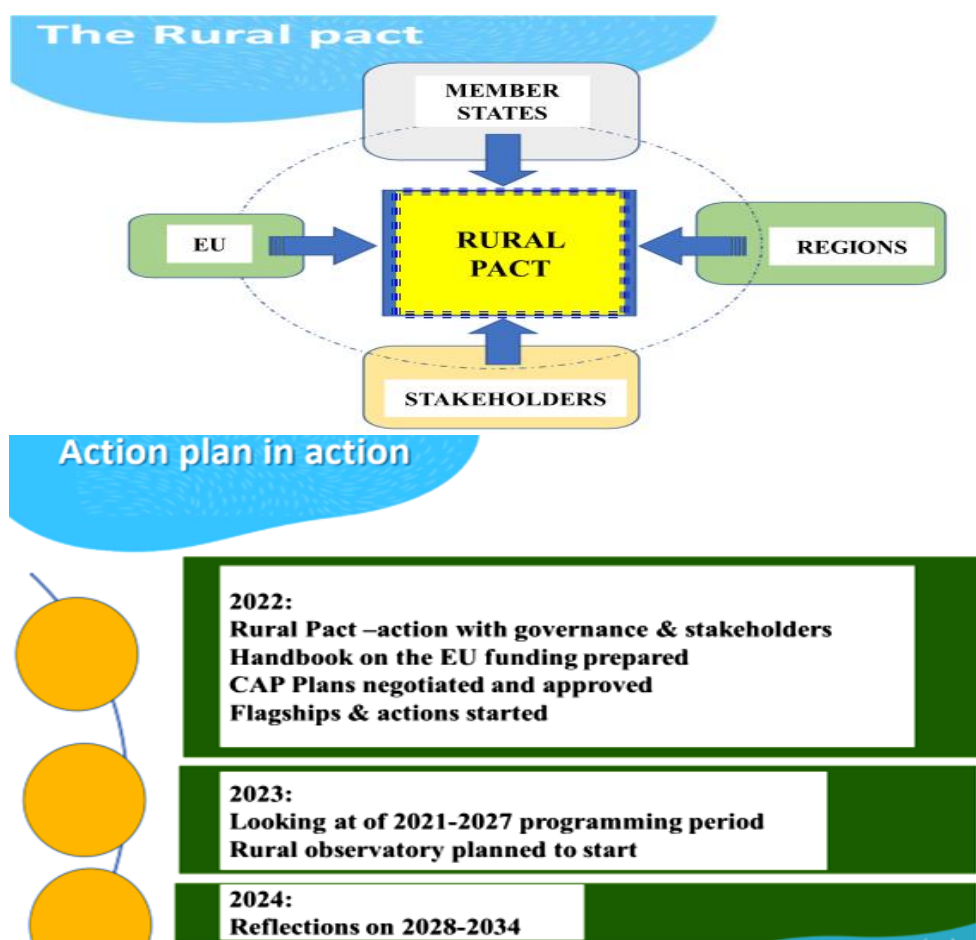 The Rural pact
MEMBER
STATES
EU
RURAL
PACT
REGIONS
STAKEHOLDERS
Action plan in action
2022:
Rural Pact –action with governance & stakeholders
Handbook on the EU funding prepared
CAP Plans negotiated and approved
Flagships & actions started
2023:
Looking at of 2021-2027 programming period
Rural observatory planned to start
2024:
Reflections on 2028-2034